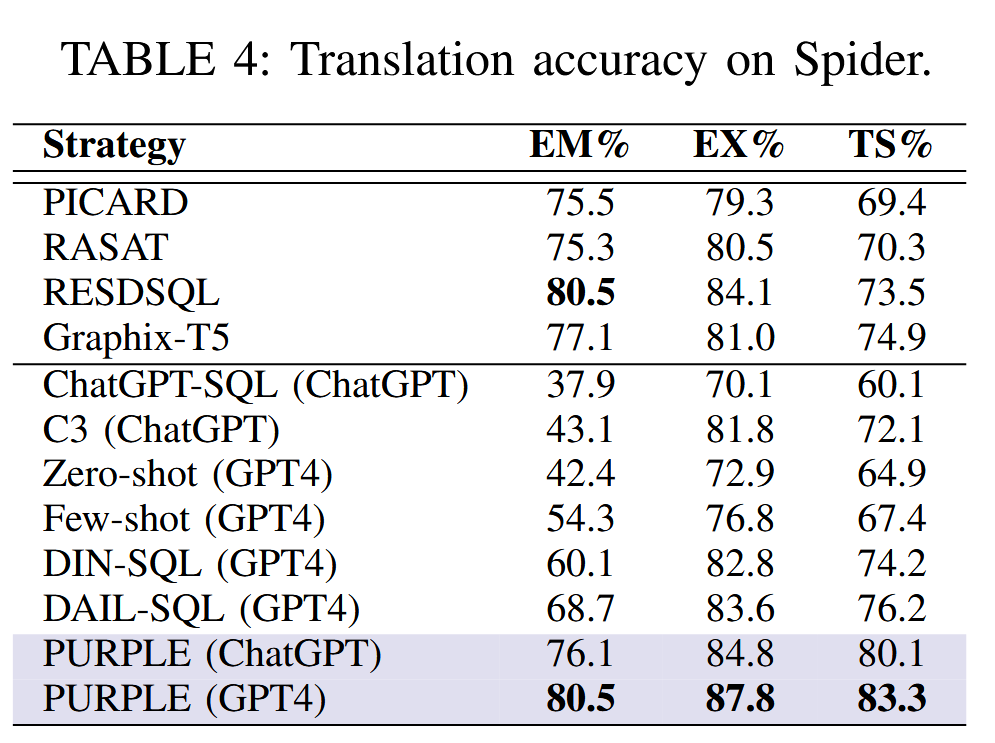 TABLE 4: Translation accuracy on Spider.
Strategy EM% EX% TS%
PICARD 75.5 79.3 69.4
RASAT 75.3 80.5 70.3
RESDSQL 80.5 84.1 73.5
Graphix-T5 77.1 81.0 74.9
ChatGPT-SQL (ChatGPT) 37.9 70.1 60.1
C3 (ChatGPT) 43.1 81.8 72.1
Zero-shot (GPT4) 42.4 72.9 64.9
Few-shot (GPT4) 54.3 76.8 67.4
DIN-SQL (GPT4) 60.1 82.8 74.2
DAIL-SQL (GPT4) 68.7 83.6 76.2
PURPLE (ChatGPT) 76.1 84.8 80.1
PURPLE (GPT4) 80.5 87.8 83.3